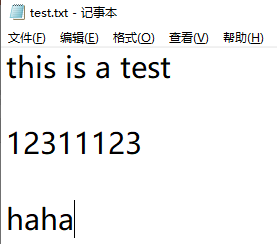 test.txt - 记事本
文件(F) 编辑(E) 格式(O) 查看(V) 帮助(H)
this is a test
12311123
haha